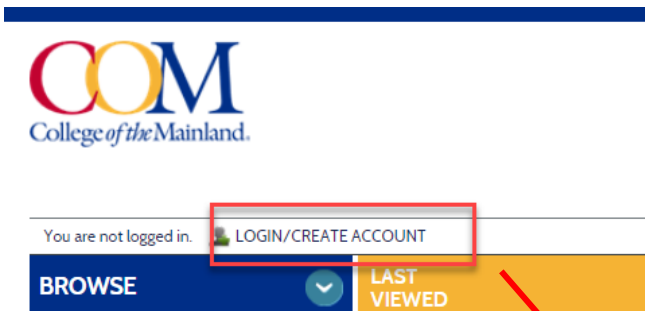 COM
College of the Mainland.
You are not logged in. LOGIN/CREATE ACCOUNT
BROWSE
LAST
VIEWED